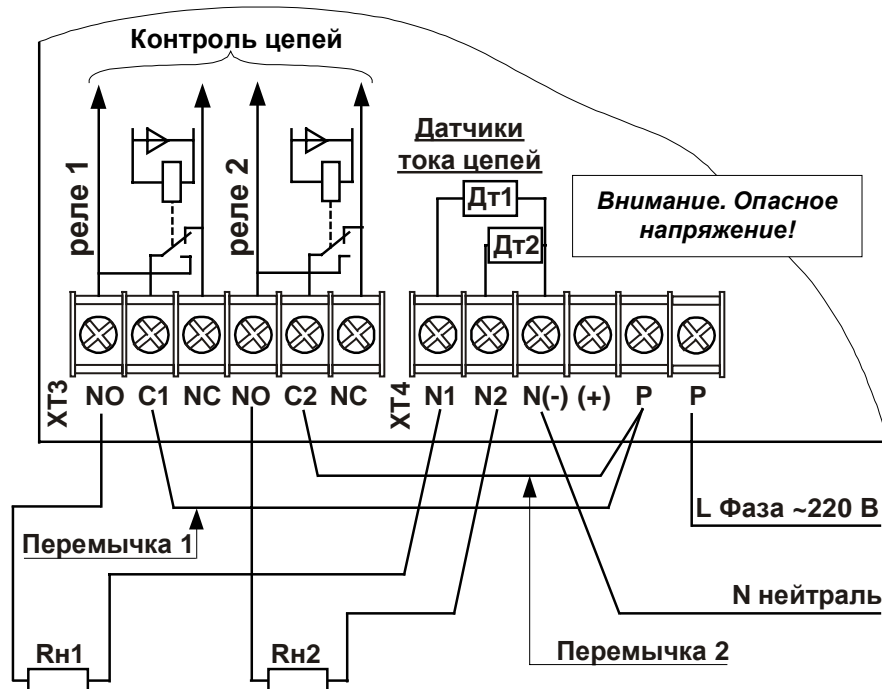 Контроль цепей
реле 1
реле 2
Датчики
тока цепей
Дт1
Дт2
Внимание. Опасное
напряжение!
XT3
NO C1 NC NO C2 NC
XT4
N1 N2 N(-) (+) P P
L Фаза ~220 В
Перемычка 1
N нейтраль
Rн1
Rн2
Перемычка 2